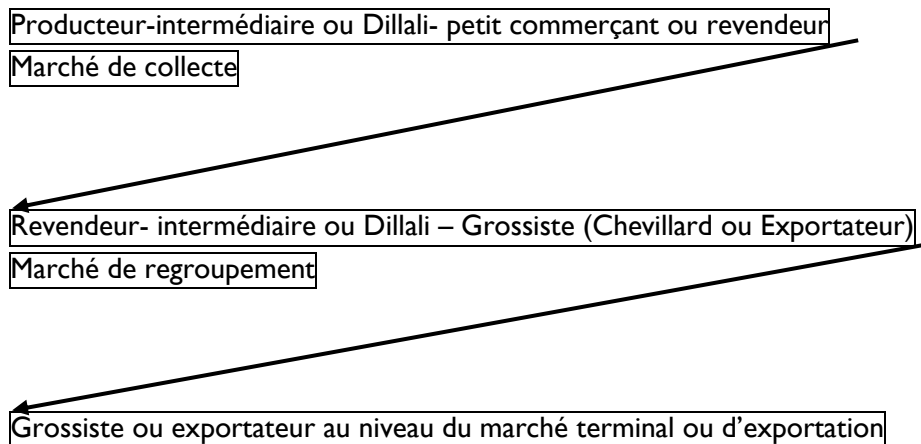 Producteur-intermédiaire ou Dillali- petit commerçant ou revendeur
Marché de collecte
Revendeur- intermédiaire ou Dillali – Grossiste (Chevillard ou Exportateur)
Marché de regroupement
Grossiste ou exportateur au niveau du marché terminal ou d’exportation